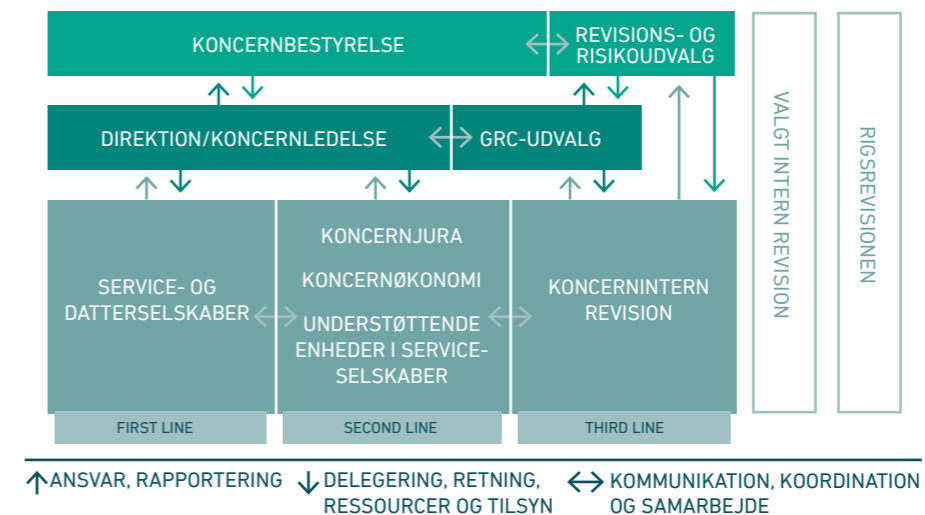 KONCERNBESTYRELSE
REVISIONS- OG
RISIKOUDVALG
DIREKTION/KONCERNLEDELSE
GRC-UDVALG
SERVICE- OG
DATTERSELSKABER
KONCERNJURA
KONCERNØKONOMI
UNDERSTØTTENDE
ENHEDER I SERVICE-
SELSKABER
KONCERNINTERN
REVISION
FIRST LINE
SECOND LINE
THIRD LINE
VALGT INTERN REVISION
RIGSREVISIONEN
ANSVAR, RAPPORTERING
DELEGERING, RETNING,
RESSOURCER OG TILSYN
KOMMUNIKATION, KOORDINATION
OG SAMARBEJDE